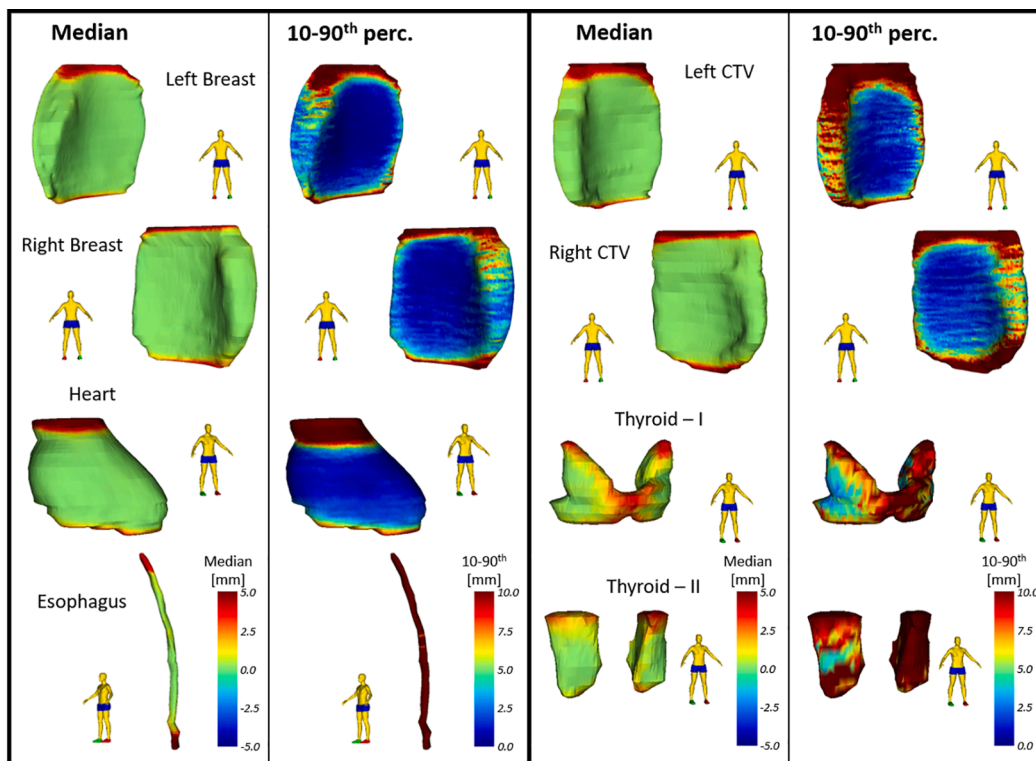 Median
10-90th perc.
Median
10-90th perc.
Left Breast
Left CTV
Right Breast
Right CTV
Heart
Thyroid – I
Esophagus
Median
[mm]
5.0
2.5
0.0
-2.5
-5.0
10-90th
[mm]
10.0
7.5
5.0
2.5
0.0
Thyroid – II
Median
[mm]
5.0
2.5
0.0
-2.5
-5.0
10-90th
[mm]
10.0
7.5
5.0
2.5
0.0